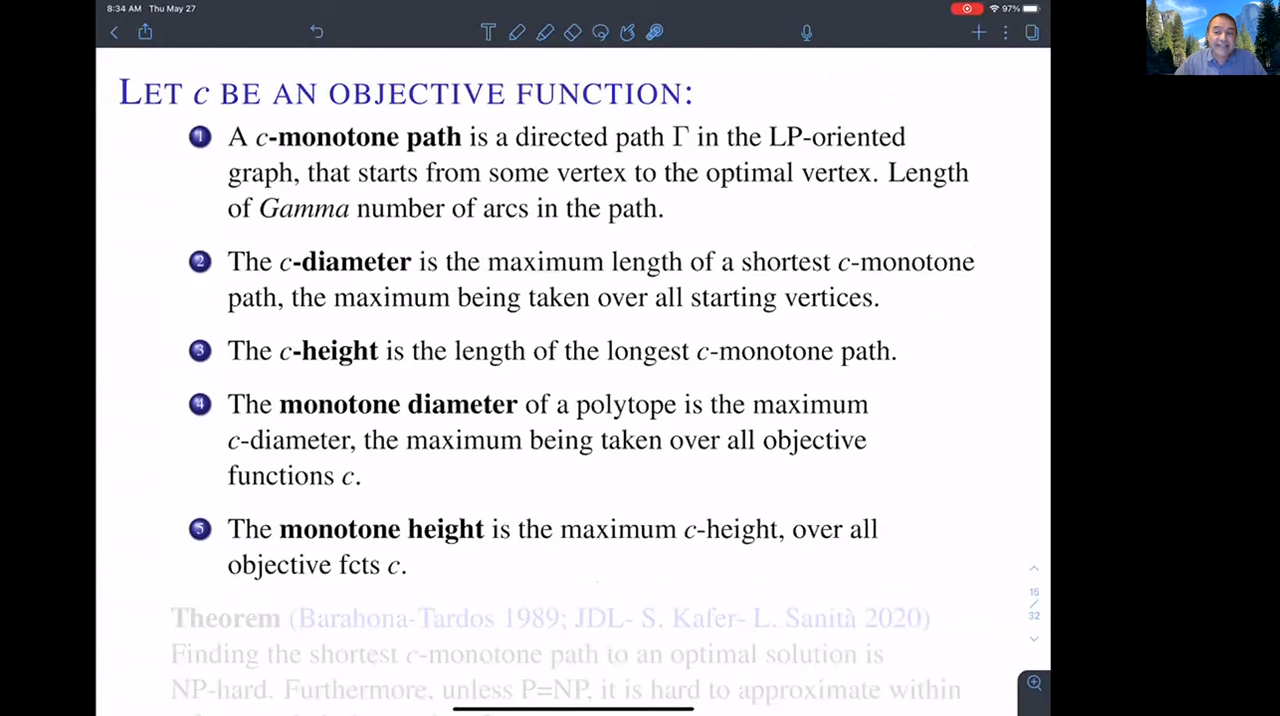 8:34 AM Thu May 27
97%
LET c BE AN OBJECTIVE FUNCTION:
1 A c-monotone path is a directed path Γ in the LP-oriented
graph, that starts from some vertex to the optimal vertex. Length
of Gamma number of arcs in the path.
2 The c-diameter is the maximum length of a shortest c-monotone
path, the maximum being taken over all starting vertices.
3 The c-height is the length of the longest c-monotone path.
4 The monotone diameter of a polytope is the maximum
c-diameter, the maximum being taken over all objective
functions c.
5 The monotone height is the maximum c-height, over all
objective fcts c.
Theorem (Barahona-Tardos 1989; JDL- S. Kafer- L. Sanità 2020)
Finding the shortest c-monotone path to an optimal solution is
NP-hard. Furthermore, unless P=NP, it is hard to approximate within
15
/
32